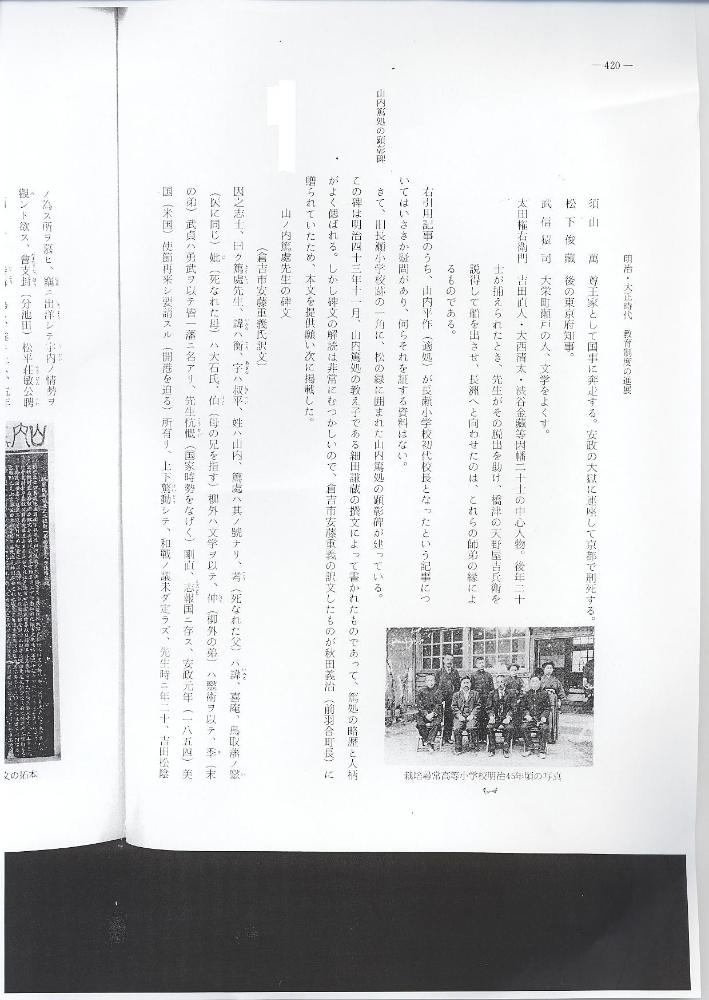 — 420 —
明治・大正時代　教育制度の進展
須山　萬　尊王家として国事に奔走する。安政の大獄に連座して京都で刑死する。
松下俊藏　後の東京府知事。
武信猿司　大栄町瀬戸の人、文学をよくす。
太田権右衛門　吉田直人・大西清太・渋谷金藏等因幡二十士の中心人物。後年二十
士が捕えられたとき、先生がその脱出を助け、橋津の天野屋吉兵衛を
説得して船を出させ、長洲へと向わせたのは、これらの師弟の縁によ
るものである。
右引用記事のうち、山内平作（適処）が長瀬小学校初代校長となったという記事につ
いてはいささか疑問があり、何らそれを証する資料はない。
山内篤処の顕彰碑
さて、旧長瀬小学校跡の一角に、松の緑に囲まれた山内篤処の顕彰碑が建っている。
この碑は明治四十三年十一月、山内篤処の教え子である細田謙蔵の撰文によって書かれたものであって、篤処の略歴と人柄
がよく偲ばれる。しかし碑文の解読は非常にむつかしいので、倉吉市安藤重義の訳文したものが秋田義治（前羽合町長）に
贈られていたため、本文を提供願い次に掲載した。
山ノ内篤處先生の碑文
（倉吉市安藤重義氏訳文）
因之志士、曰ク篤處先生、諱ハ衡、字ハ叔平、姓ハ山内、篤處ハ其ノ號ナリ、考（死なれた父）ハ諱、喜庵、鳥取藩ノ毉
（医に同じ）妣（死なれた母）ハ大石氏、伯（母の兄を指す）柳外ハ文学ヲ以テ、仲（柳外の弟）ハ毉術ヲ以テ、季（末
の弟）武貞ハ勇武ヲ以テ皆一藩ニ名アリ、先生忼慨（国家時勢をなげく）剛直、志報国ニ存ス、安政元年（一八五四）美
国（米国）使節再来シ要請スル（開港を迫る）所有リ、上下驚動シテ、和戰ノ議未ダ定ラズ、先生時ニ年二十、吉田松陰
栽培尋常高等小学校明治45年頃の写真
ノ為ス所ヲ慕ヒ、竊ニ出洋シテ宇内ノ情勢ヲ
觀ント欲ス、會支封（分池田）松平荘敏公聘
山内
文の拓本